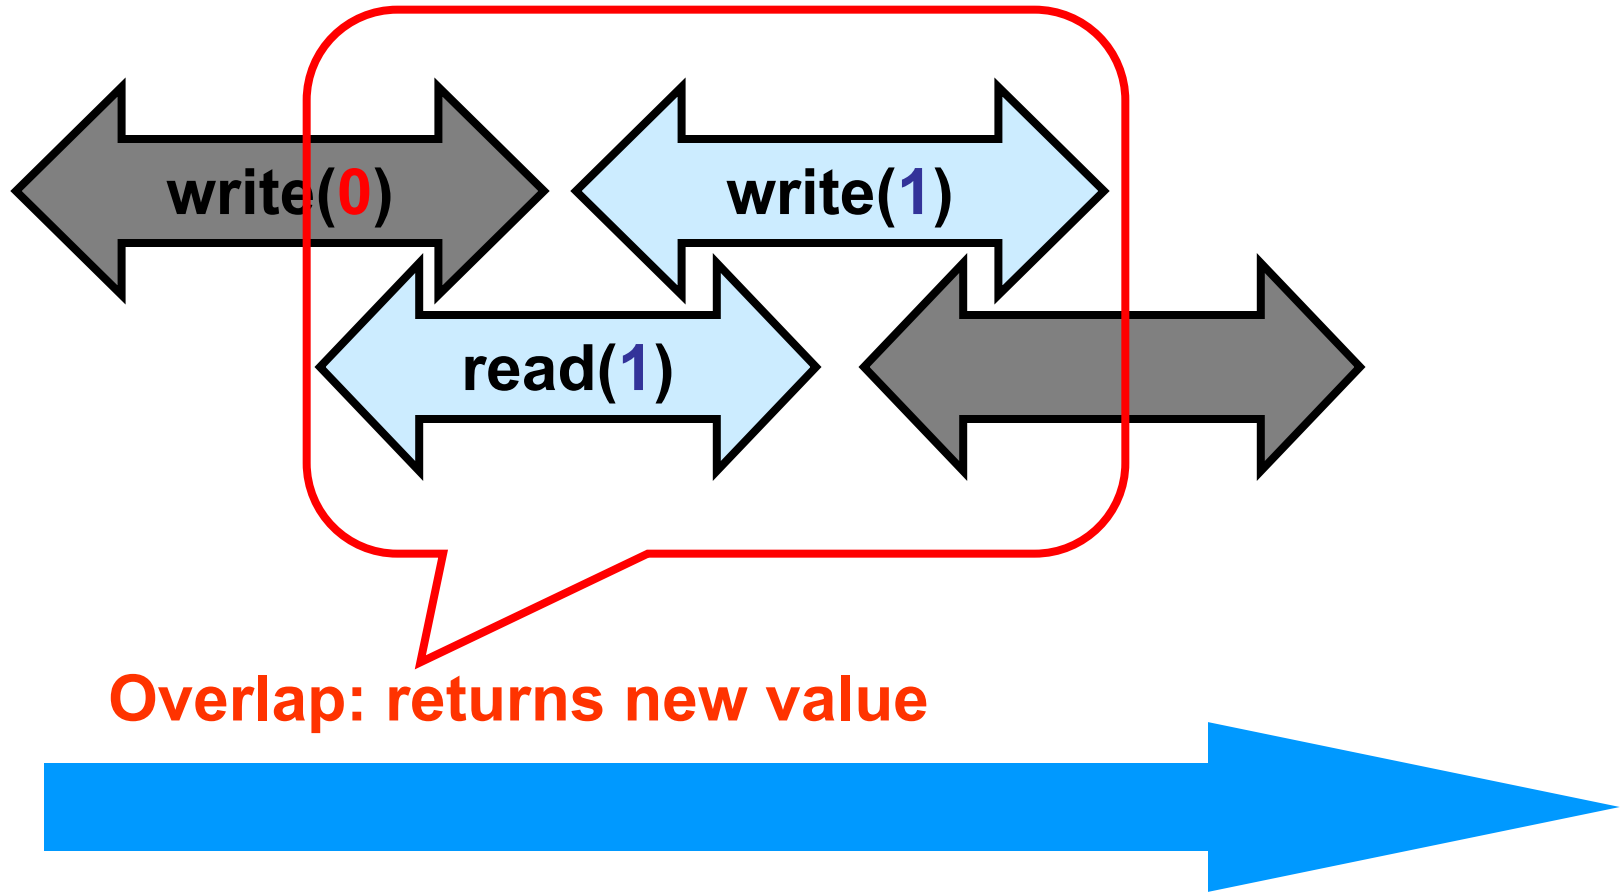 write(0) write(1)
read(1)
Overlap: returns new value